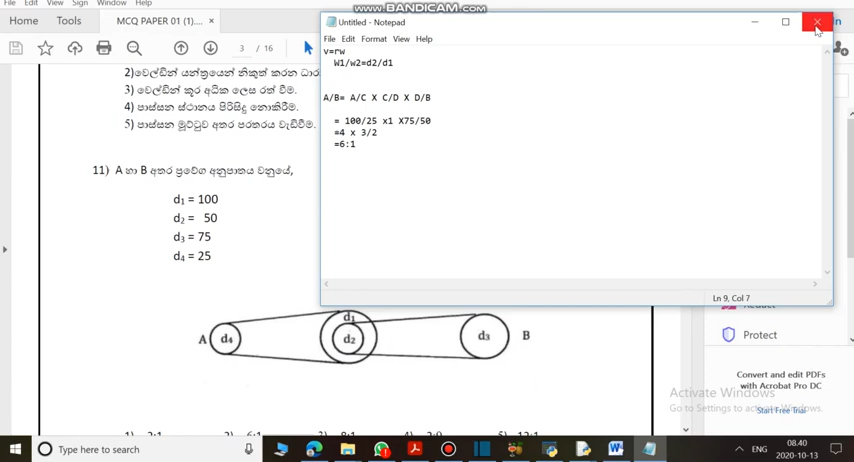 File Edit View Sign Window Help
www.BANDICAM.com
Home Tools MCQ PAPER 01 (1).... ×
3 / 16
Untitled - Notepad
File Edit Format View Help
v=rw
W1/w2=d2/d1
A/B= A/C X C/D X D/B
= 100/25 x1 X75/50
=4 x 3/2
=6:1
Ln 9, Col 7
2)වෙල්ඩින් යන්ත්‍රයෙන් නිකුත් කරන ධාරා
3) වෙල්ඩින් කූර අධික ලෙස රත් වීම.
4) පාස්සන ස්ථානය පිරිසිදු නොකිරීම.
5) පාස්සන මූට්ටුව අතර පරතරය වැඩිවීම.
11) A හා B අතර ප්‍රවේග අනුපාතය වනුයේ,
d1 = 100
d2 = 50
d3 = 75
d4 = 25
A d4 d1 d2 d3 B
Protect
Convert and edit PDFs
with Acrobat Pro DC
Start Free Trial
Activate Windows
Go to Settings to activate Windows.
Type here to search
ENG
08.40
2020-10-13